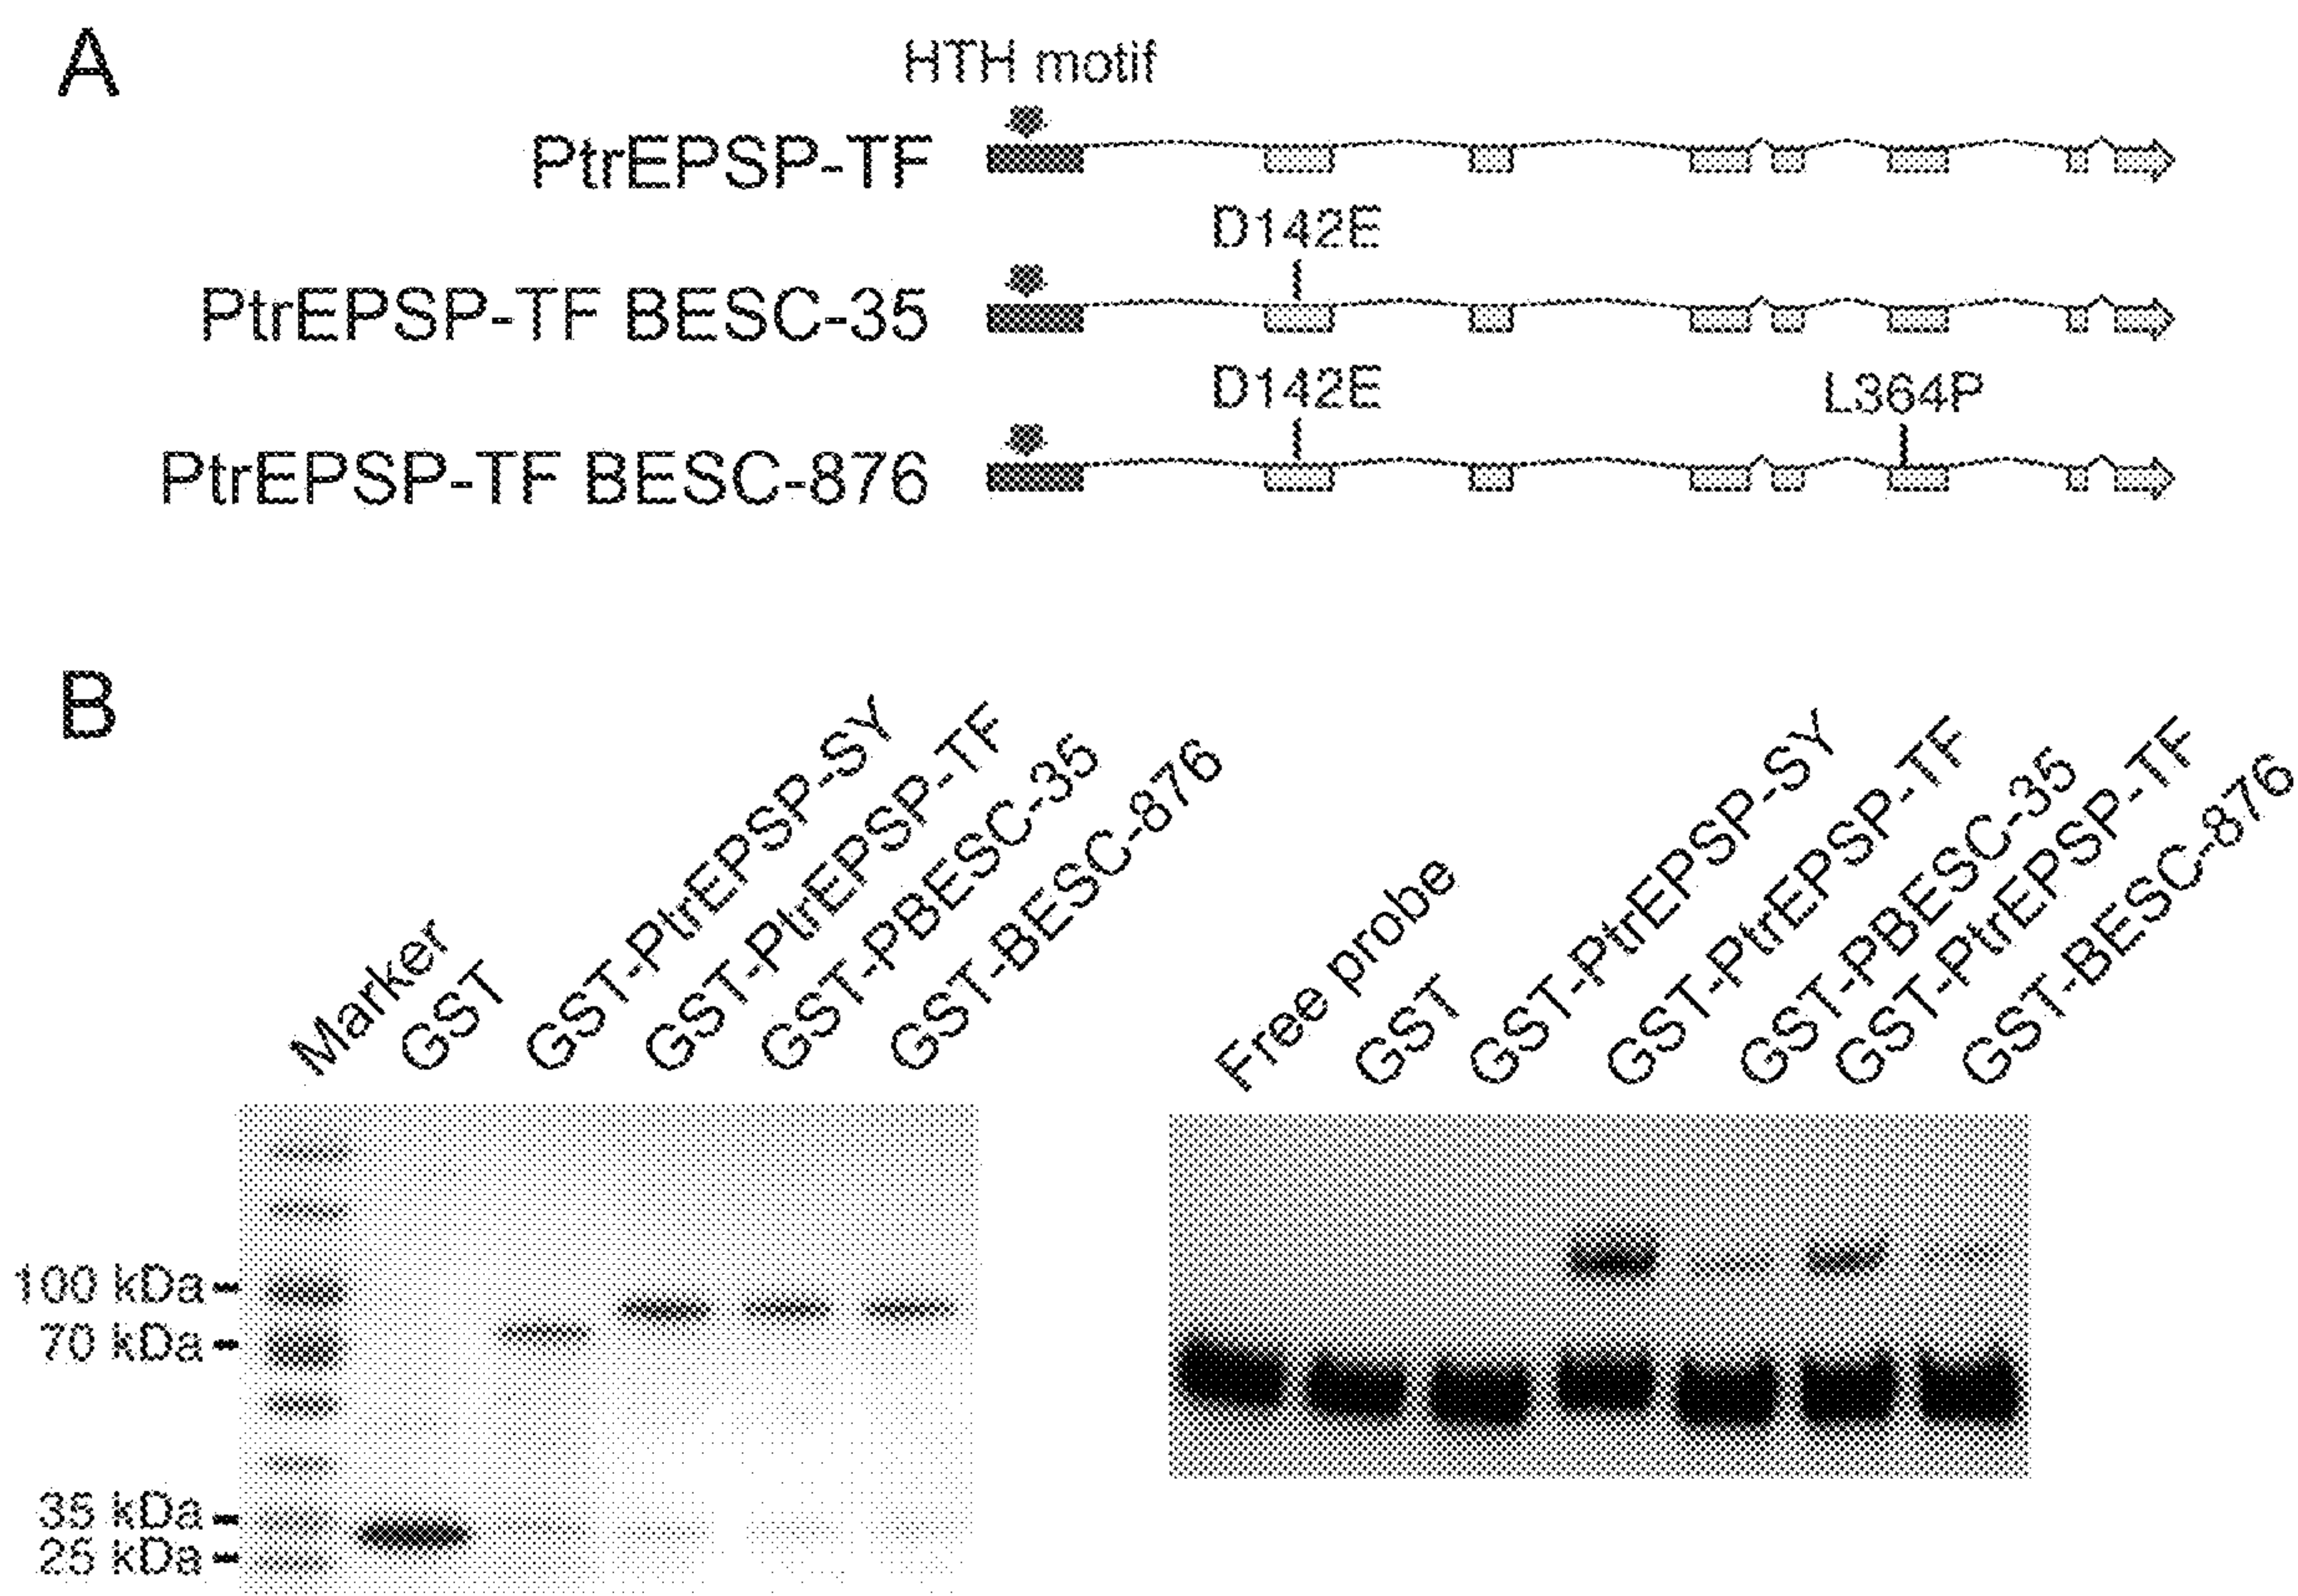 A
HTH motif
PtrEPSP-TF
D142E
PtrEPSP-TF BESC-35
D142E L364P
PtrEPSP-TF BESC-876
B
Marker
GST
GST-PtrEPSP-SY
GST-PtrEPSP-TF
GST-PBESC-35
GST-BESC-876
Free probe
GST
GST-PtrEPSP-SY
GST-PtrEPSP-TF
GST-PBESC-35
GST-PtrEPSP-TF
GST-BESC-876
100 kDa
70 kDa
35 kDa
25 kDa